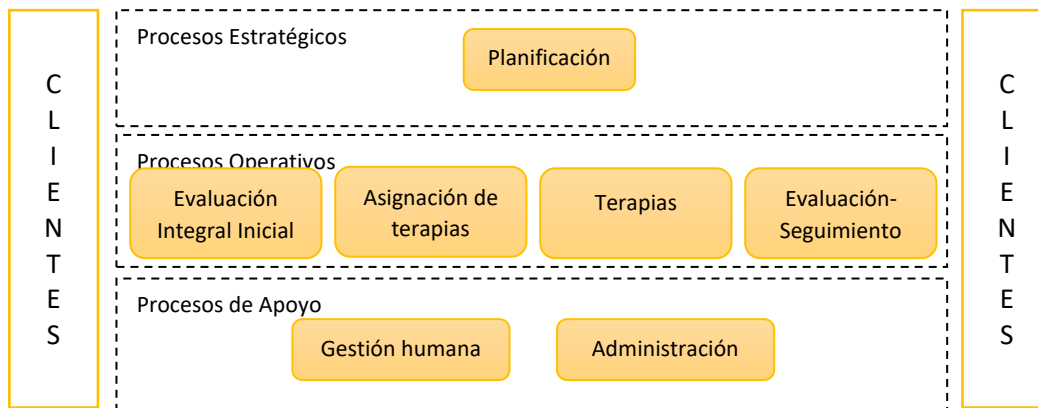 C
L
I
E
N
T
E
S
Procesos Estratégicos
Planificación
Procesos Operativos
Evaluación
Integral Inicial
Asignación de
terapias
Terapias
Evaluación-
Seguimiento
Procesos de Apoyo
Gestión humana
Administración
C
L
I
E
N
T
E
S